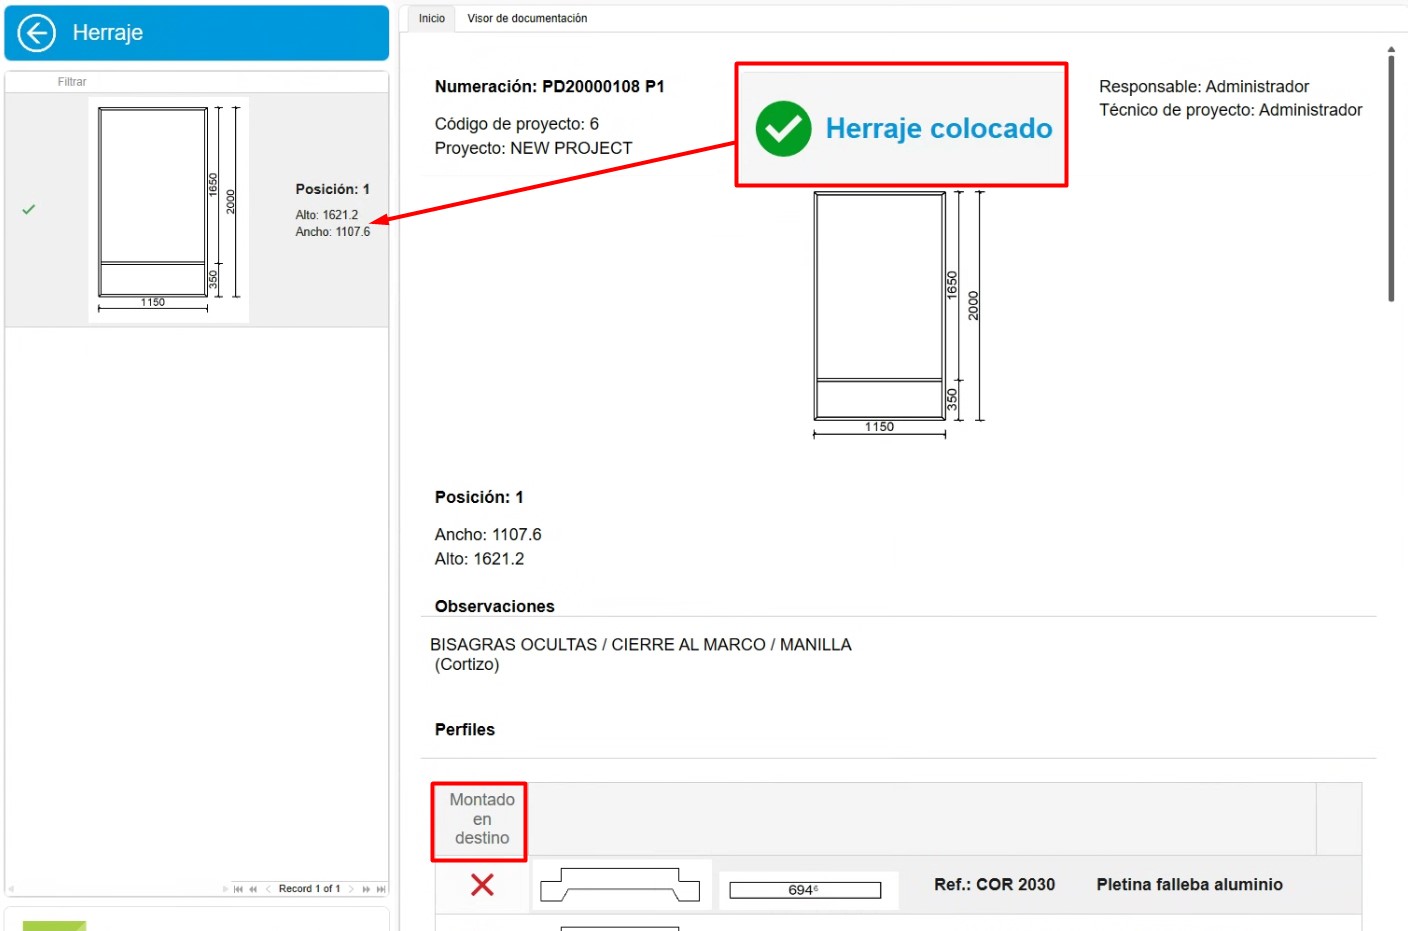 Herraje
Filtrar
1650
2000
350
1150
Posición: 1
Alto: 1621.2
Ancho: 1107.6
Record 1 of 1
Inicio
Visor de documentación
Numeración: PD20000108 P1
Código de proyecto: 6
Proyecto: NEW PROJECT
Herraje colocado
Responsable: Administrador
Técnico de proyecto: Administrador
1650
2000
350
1150
Posición: 1
Ancho: 1107.6
Alto: 1621.2
Observaciones
BISAGRAS OCULTAS / CIERRE AL MARCO / MANILLA
(Cortizo)
Perfiles
Montado
en
destino
694⁶
Ref.: COR 2030
Pletina falleba aluminio